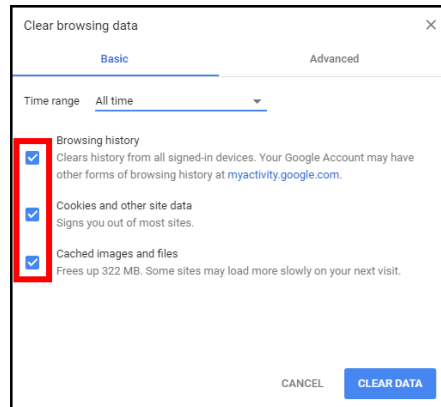 Clear browsing data
Basic Advanced
Time range All time
Browsing history
Clears history from all signed-in devices. Your Google Account may have
other forms of browsing history at myactivity.google.com.
Cookies and other site data
Signs you out of most sites.
Cached images and files
Frees up 322 MB. Some sites may load more slowly on your next visit.
CANCEL CLEAR DATA